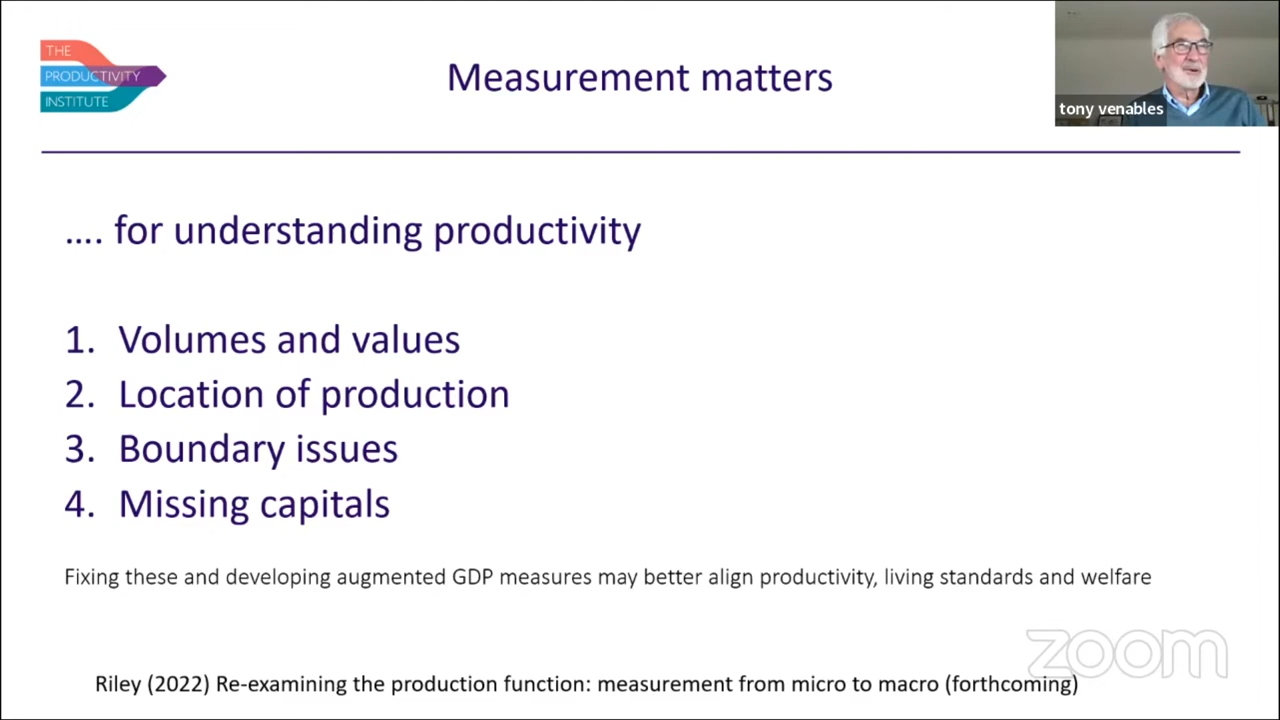 THE
PRODUCTIVITY
INSTITUTE
Measurement matters
tony venables
…. for understanding productivity
1. Volumes and values
2. Location of production
3. Boundary issues
4. Missing capitals
Fixing these and developing augmented GDP measures may better align productivity, living standards and welfare
zoom
Riley (2022) Re-examining the production function: measurement from micro to macro (forthcoming)